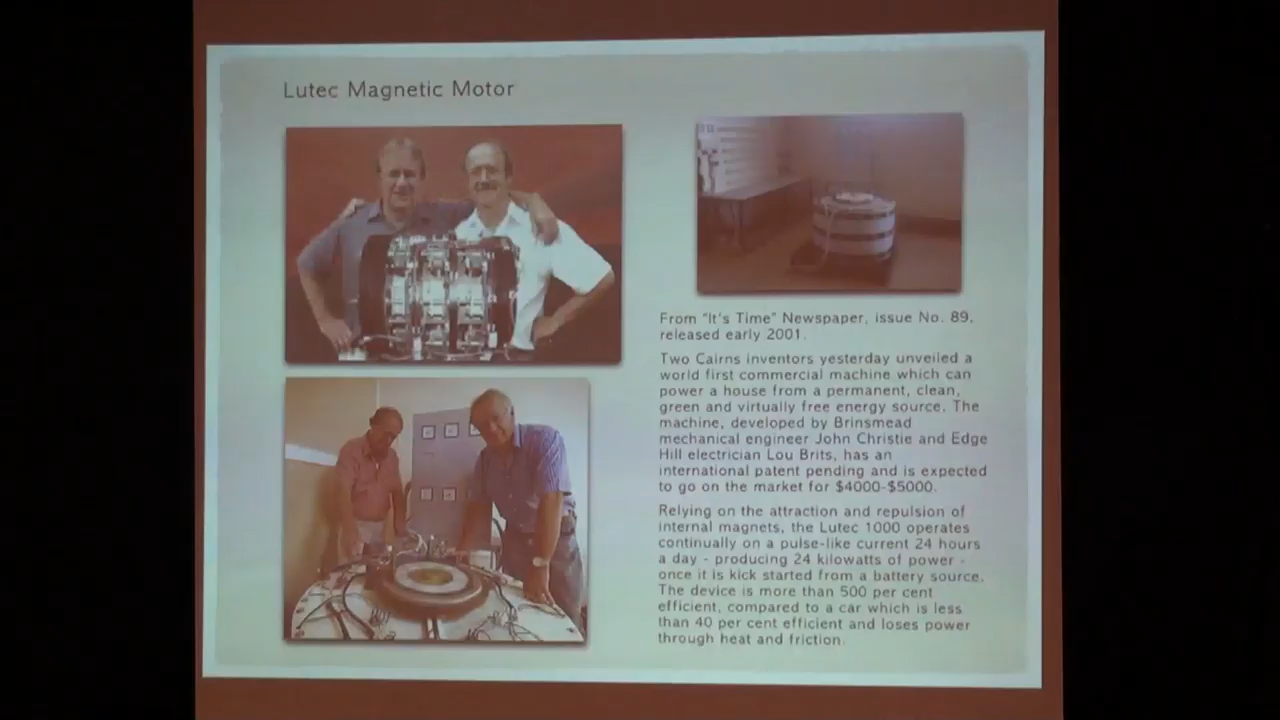 Lutec Magnetic Motor
From "It's Time" Newspaper, issue No. 89,
released early 2001.
Two Cairns inventors yesterday unveiled a
world first commercial machine which can
power a house from a permanent, clean,
green and virtually free energy source. The
machine, developed by Brinsmead
mechanical engineer John Christie and Edge
Hill electrician Lou Brits, has an
international patent pending and is expected
to go on the market for $4000-$5000.
Relying on the attraction and repulsion of
internal magnets, the Lutec 1000 operates
continually on a pulse-like current 24 hours
a day - producing 24 kilowatts of power -
once it is kick started from a battery source.
The device is more than 500 per cent
efficient, compared to a car which is less
than 40 per cent efficient and loses power
through heat and friction.